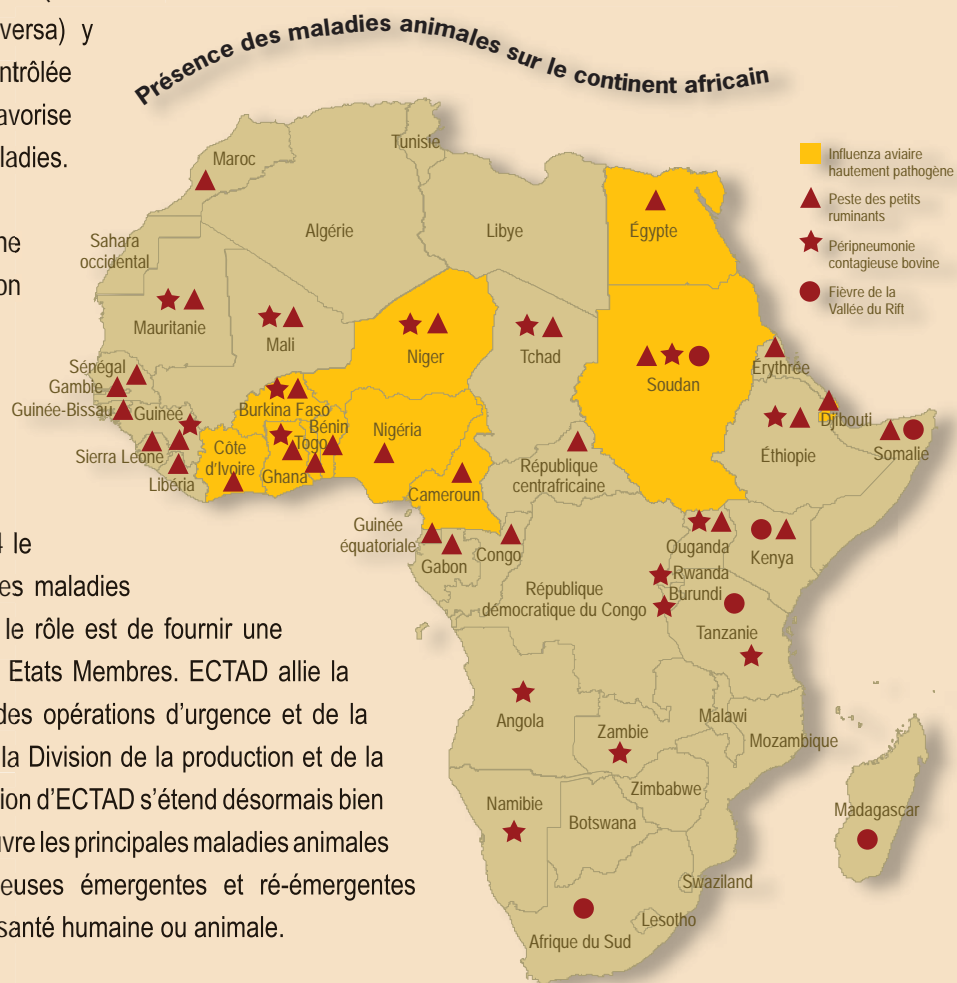 versa) y
ntrôlée
avorise
ladies.
ne
on
4 le
es maladies
le rôle est de fournir une
Etats Membres. ECTAD allie la
des opérations d’urgence et de la
la Division de la production et de la
tion d’ECTAD s’étend désormais bien
uvre les principales maladies animales
euses émergentes et ré-émergentes
santé humaine ou animale.
Présence des maladies animales sur le continent africain
Influenza aviaire
hautement pathogène
Peste des petits
ruminants
Péripneumonie
contagieuse bovine
Fièvre de la
Vallée du Rift
Tunisie
Maroc
Algérie
Libye
Égypte
Sahara
occidental
Mauritanie
Mali
Niger
Tchad
Soudan
Érythrée
Sénégal
Gambie
Guinée-Bissau
Guinée
Sierra Leone
Libéria
Burkina Faso
Bénin
Togo
Côte
d’Ivoire
Ghana
Nigéria
Cameroun
République
centrafricaine
Djibouti
Éthiopie
Somalie
Guinée
équatoriale
Gabon
Congo
Ouganda
Kenya
Rwanda
Burundi
République
démocratique du Congo
Tanzanie
Angola
Zambie
Malawi
Mozambique
Zimbabwe
Namibie
Botswana
Madagascar
Swaziland
Lesotho
Afrique du Sud